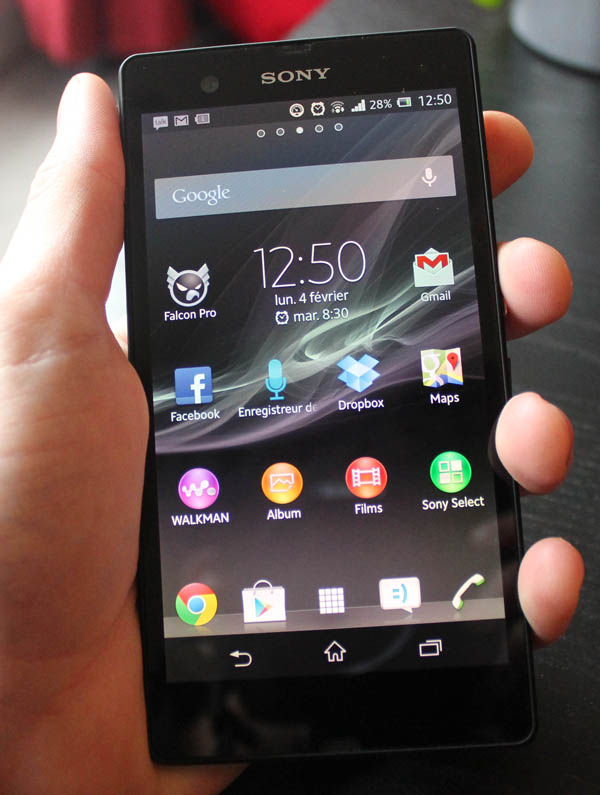 SONY
talk 28% 12:50
Google
12:50
lun. 4 février
mar. 8:30
Falcon Pro
Gmail
Facebook
Enregistreur de
Dropbox
Maps
WALKMAN
Album
Films
Sony Select